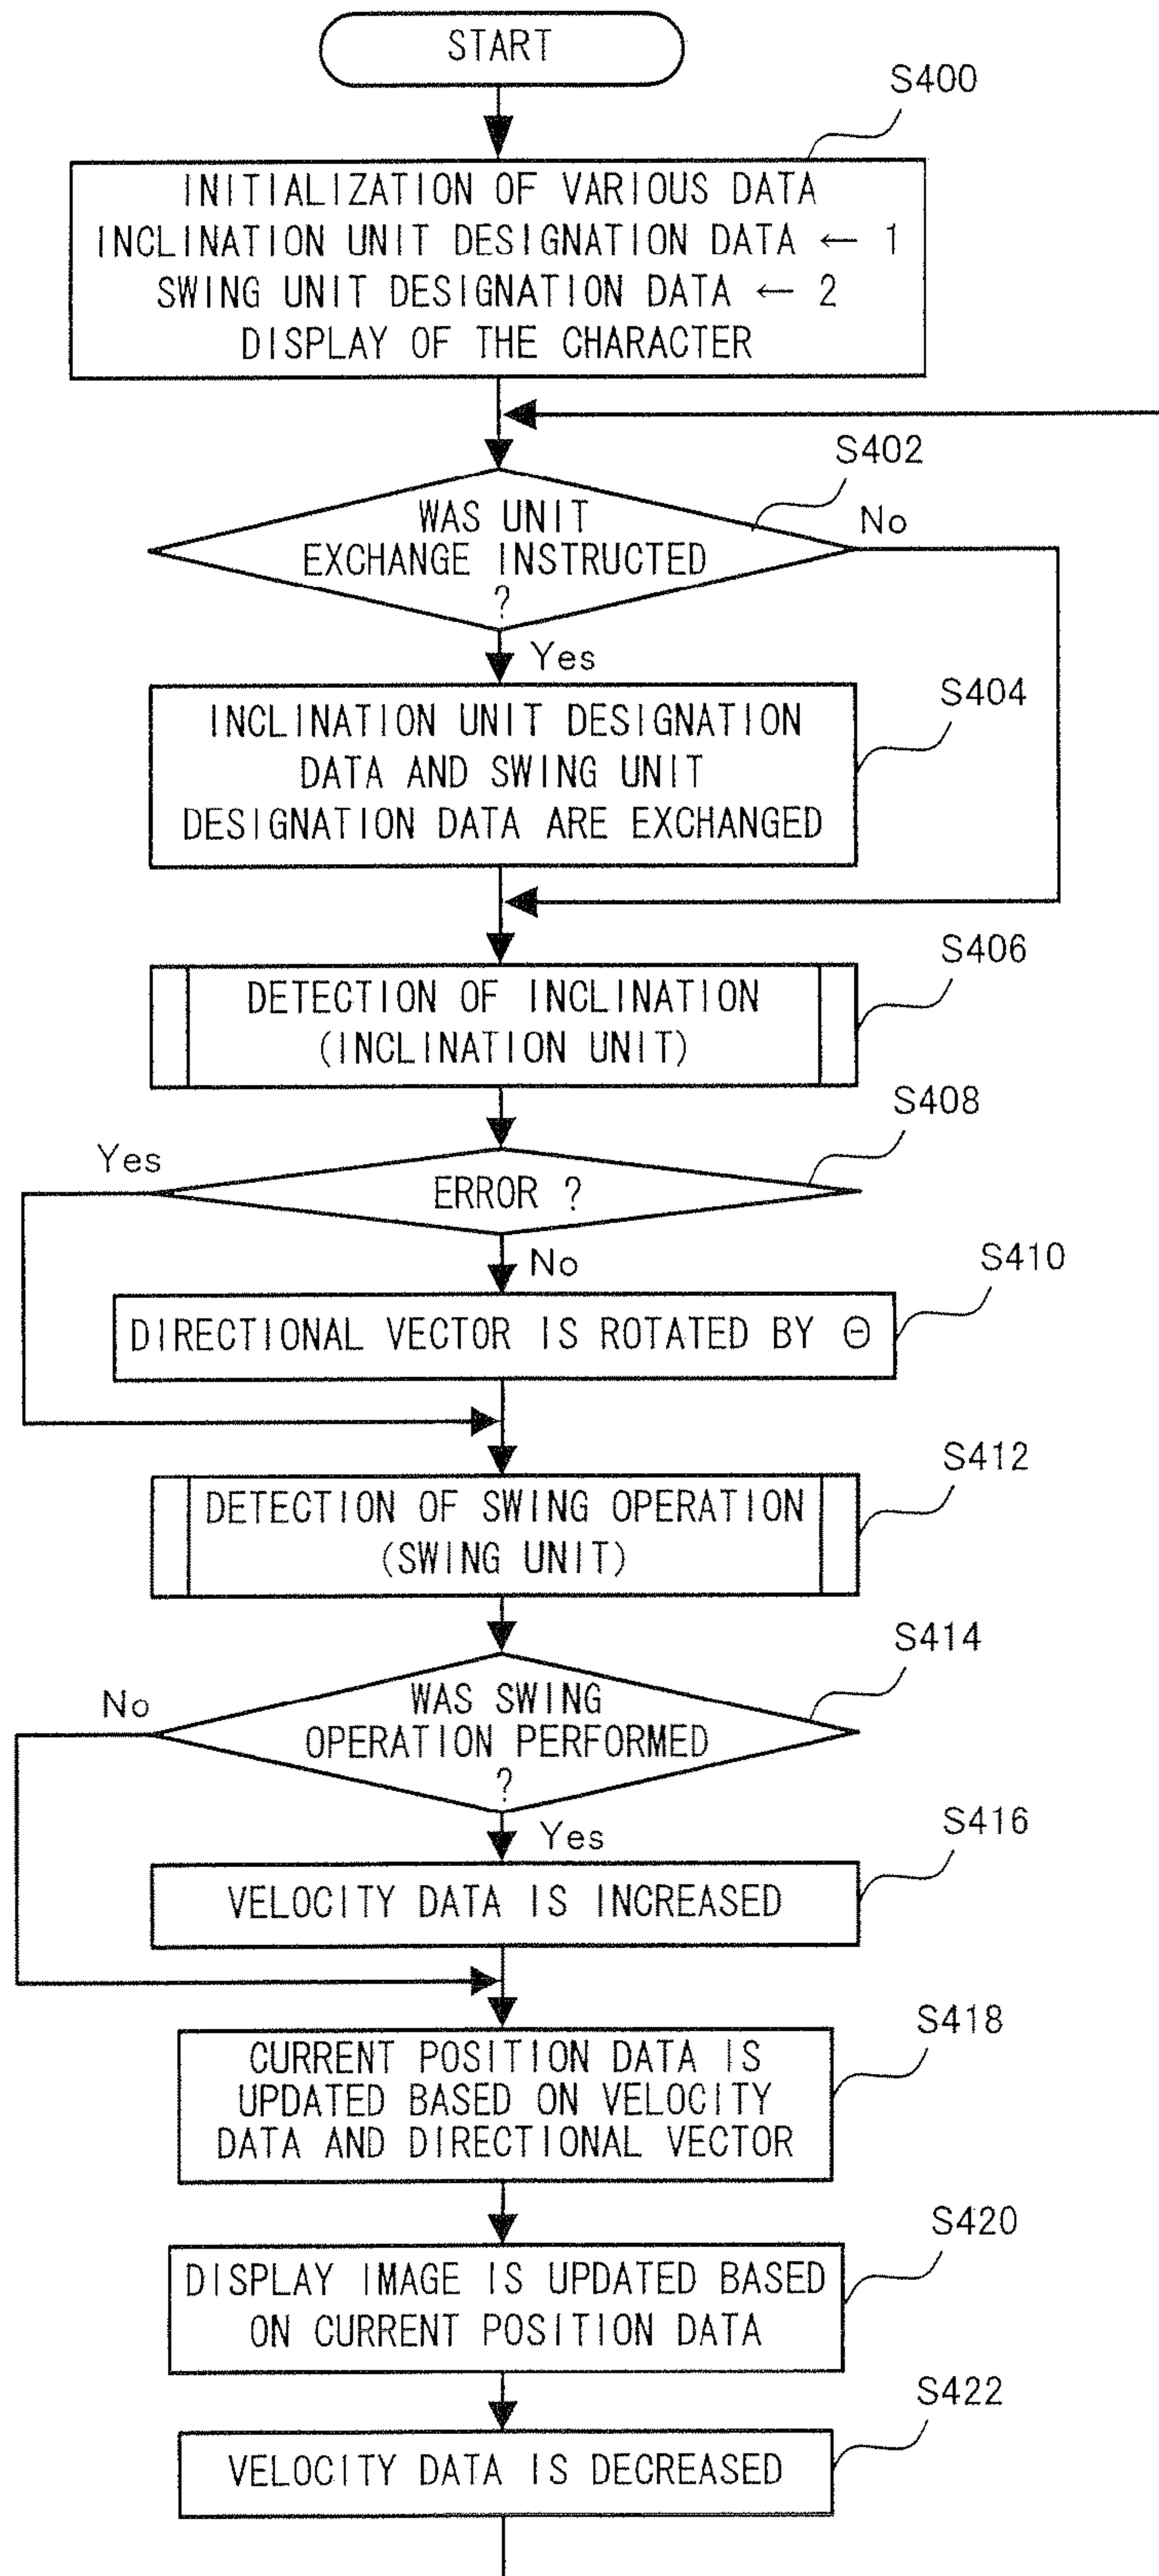 START
S400
INITIALIZATION OF VARIOUS DATA
INCLINATION UNIT DESIGNATION DATA ← 1
SWING UNIT DESIGNATION DATA ← 2
DISPLAY OF THE CHARACTER
S402
WAS UNIT
EXCHANGE INSTRUCTED
?
No
Yes
S404
INCLINATION UNIT DESIGNATION
DATA AND SWING UNIT
DESIGNATION DATA ARE EXCHANGED
S406
DETECTION OF INCLINATION
(INCLINATION UNIT)
S408
Yes
ERROR ?
No
S410
DIRECTIONAL VECTOR IS ROTATED BY Θ
S412
DETECTION OF SWING OPERATION
(SWING UNIT)
S414
No
WAS SWING
OPERATION PERFORMED
?
Yes
S416
VELOCITY DATA IS INCREASED
S418
CURRENT POSITION DATA IS
UPDATED BASED ON VELOCITY
DATA AND DIRECTIONAL VECTOR
S420
DISPLAY IMAGE IS UPDATED BASED
ON CURRENT POSITION DATA
S422
VELOCITY DATA IS DECREASED